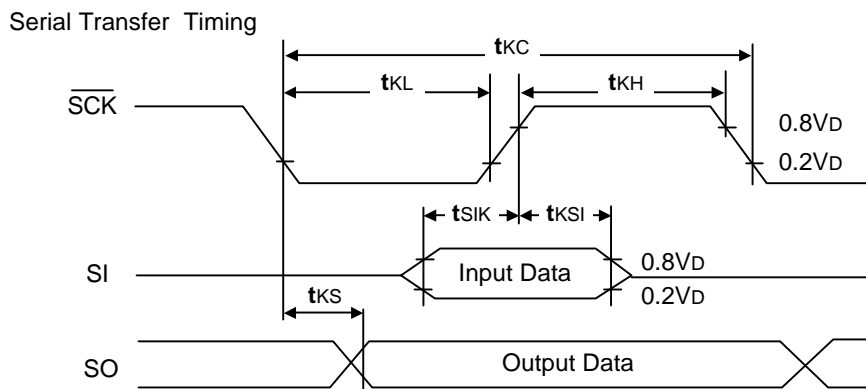 Serial Transfer Timing
tKC
tKL
tKH
SCK
0.8VD
0.2VD
tSIK
tKSI
SI
Input Data
0.8VD
0.2VD
tKS
SO
Output Data